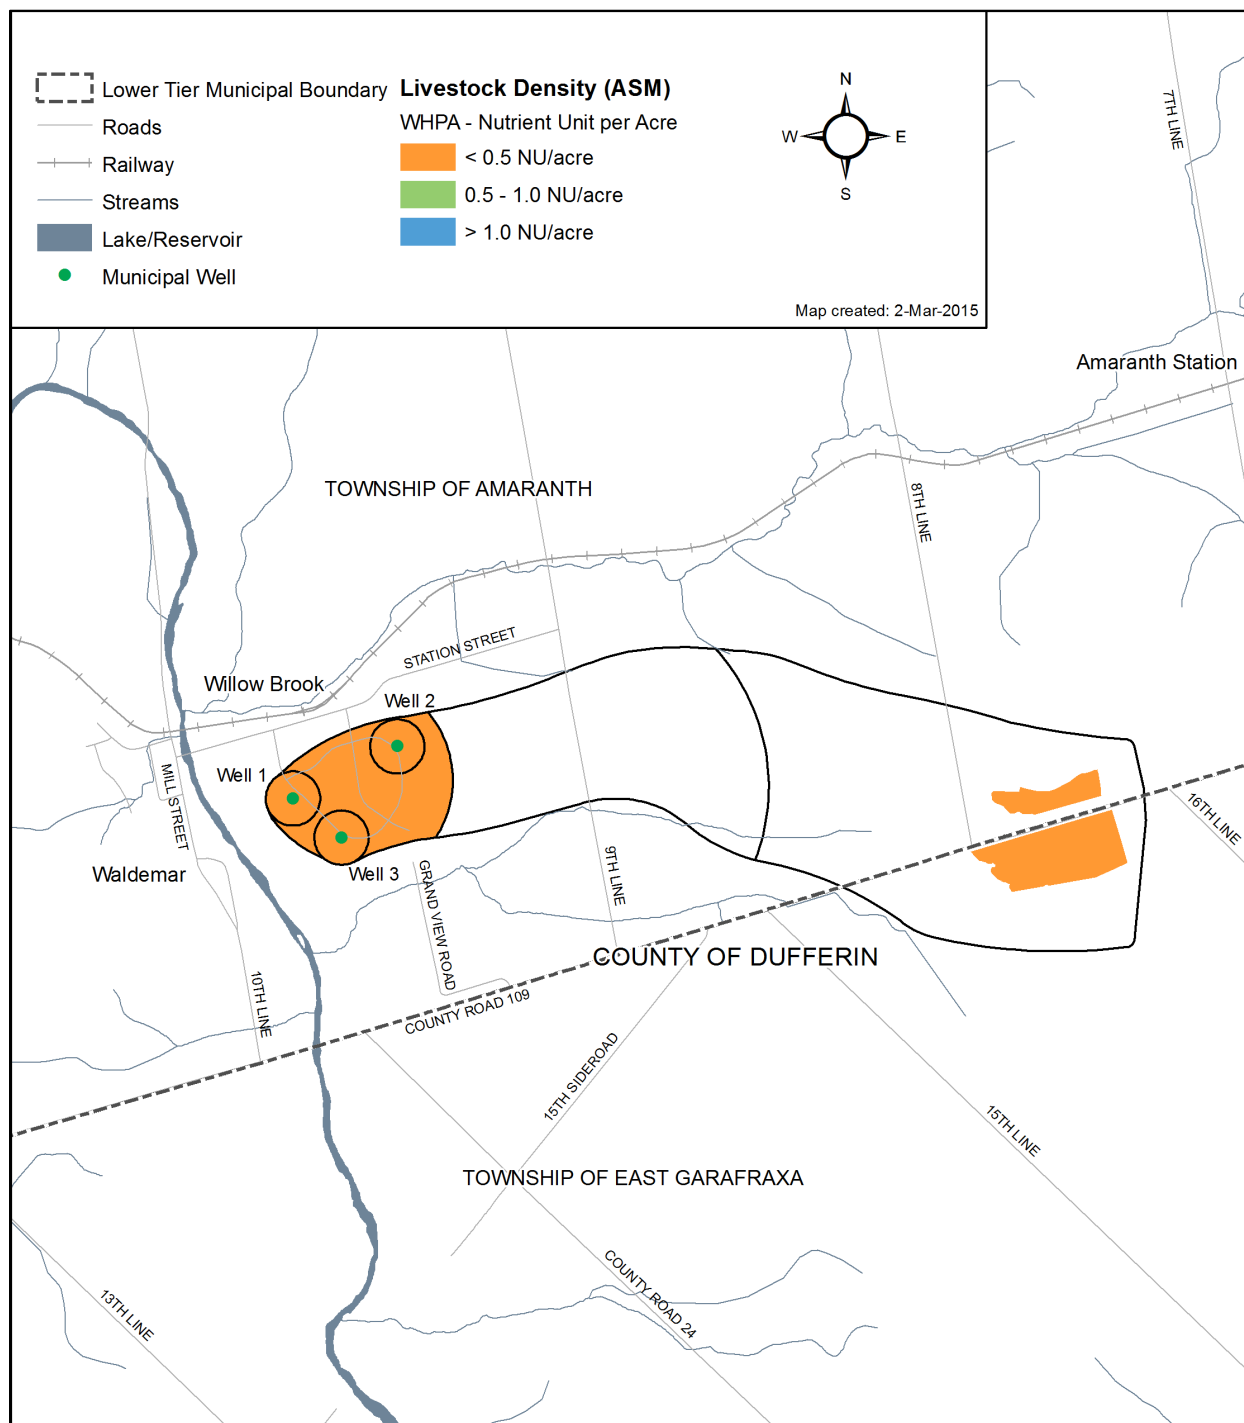 Lower Tier Municipal Boundary
Roads
Railway
Streams
Lake/Reservoir
Municipal Well
Livestock Density (ASM)
WHPA - Nutrient Unit per Acre
< 0.5 NU/acre
0.5 - 1.0 NU/acre
> 1.0 NU/acre
N
W
E
S
Map created: 2-Mar-2015
7TH LINE
Amaranth Station
TOWNSHIP OF AMARANTH
8TH LINE
STATION STREET
Willow Brook
Well 2
Well 1
MILL STREET
16TH LINE
Waldemar
Well 3
9TH LINE
GRAND VIEW ROAD
COUNTY OF DUFFERIN
10TH LINE
COUNTY ROAD 109
15TH SIDEROAD
15TH LINE
TOWNSHIP OF EAST GARAFRAXA
COUNTY ROAD 24
13TH LINE